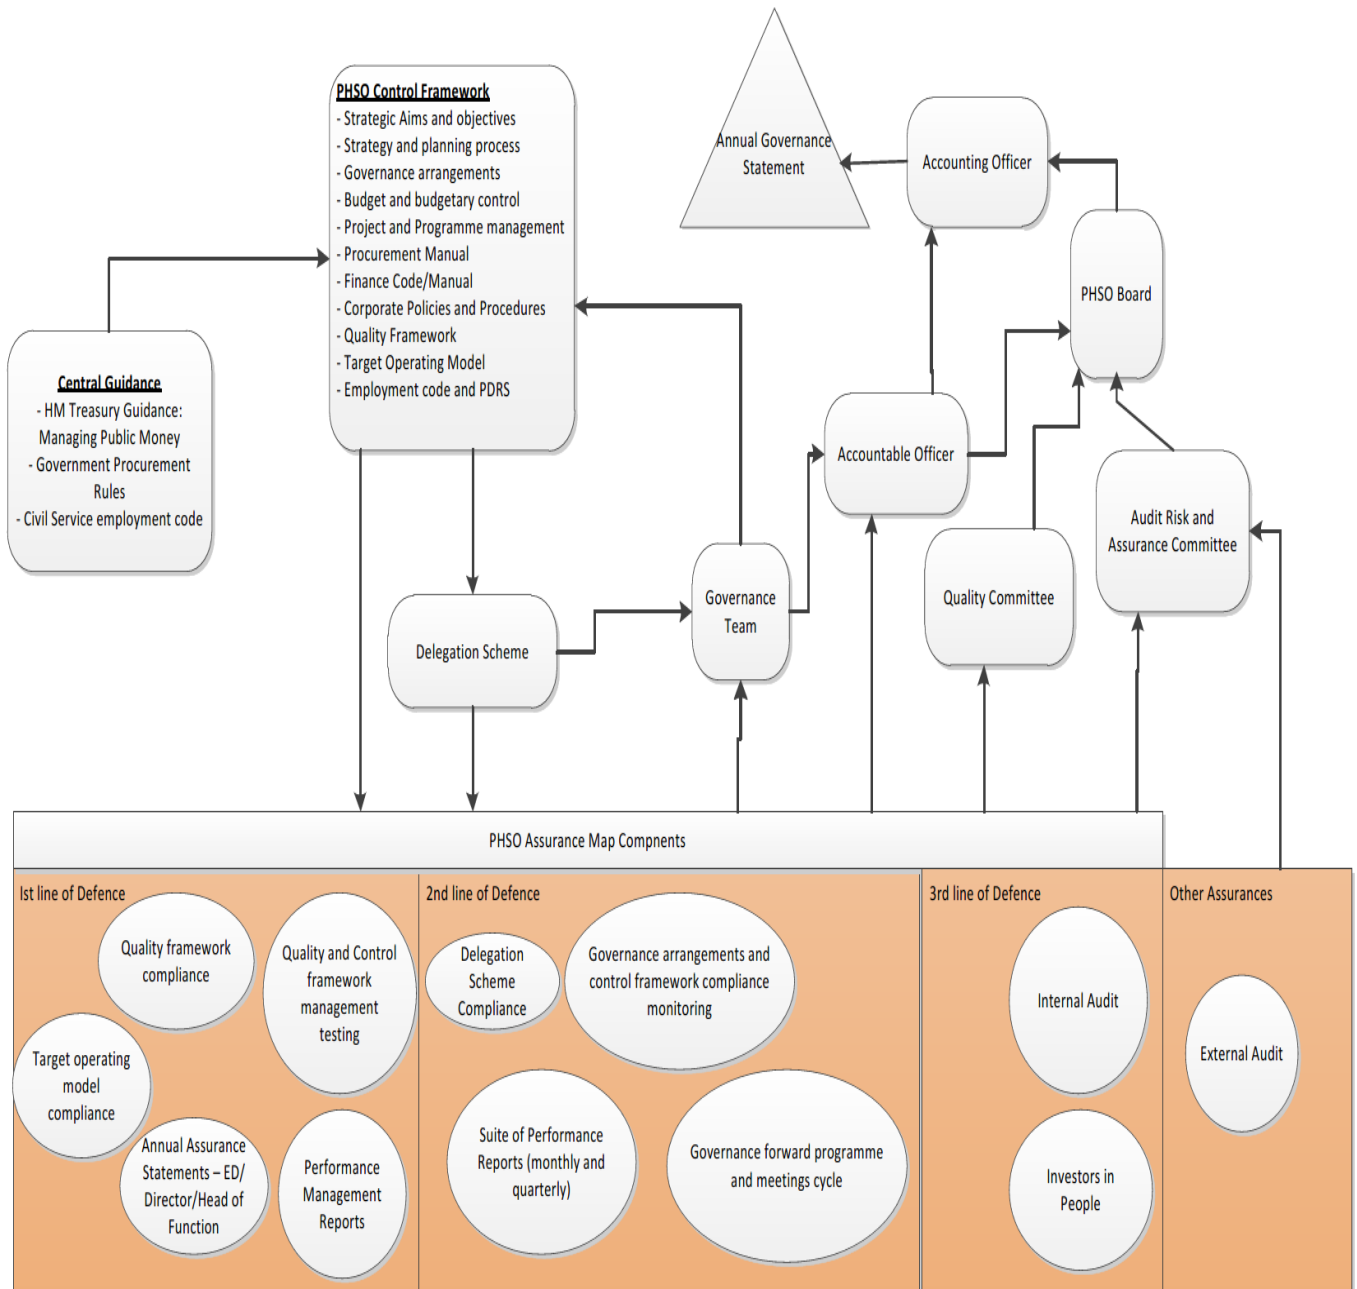 PHSO Control Framework
- Strategic Aims and objectives
- Strategy and planning process
- Governance arrangements
- Budget and budgetary control
- Project and Programme management
- Procurement Manual
- Finance Code/Manual
- Corporate Policies and Procedures
- Quality Framework
- Target Operating Model
- Employment code and PDRS
Annual Governance
Statement
Accounting Officer
PHSO Board
Central Guidance
- HM Treasury Guidance:
Managing Public Money
- Government Procurement
Rules
- Civil Service employment code
Accountable Officer
Audit Risk and
Assurance Committee
Quality Committee
Governance
Team
Delegation Scheme
PHSO Assurance Map Compnents
1st line of Defence
Quality framework
compliance
Quality and Control
framework
management
testing
Target operating
model
compliance
Annual Assurance
Statements – ED/
Director/Head of
Function
Performance
Management
Reports
2nd line of Defence
Delegation
Scheme
Compliance
Governance arrangements and
control framework compliance
monitoring
Suite of Performance
Reports (monthly and
quarterly)
Governance forward programme
and meetings cycle
3rd line of Defence
Internal Audit
Investors in
People
Other Assurances
External Audit